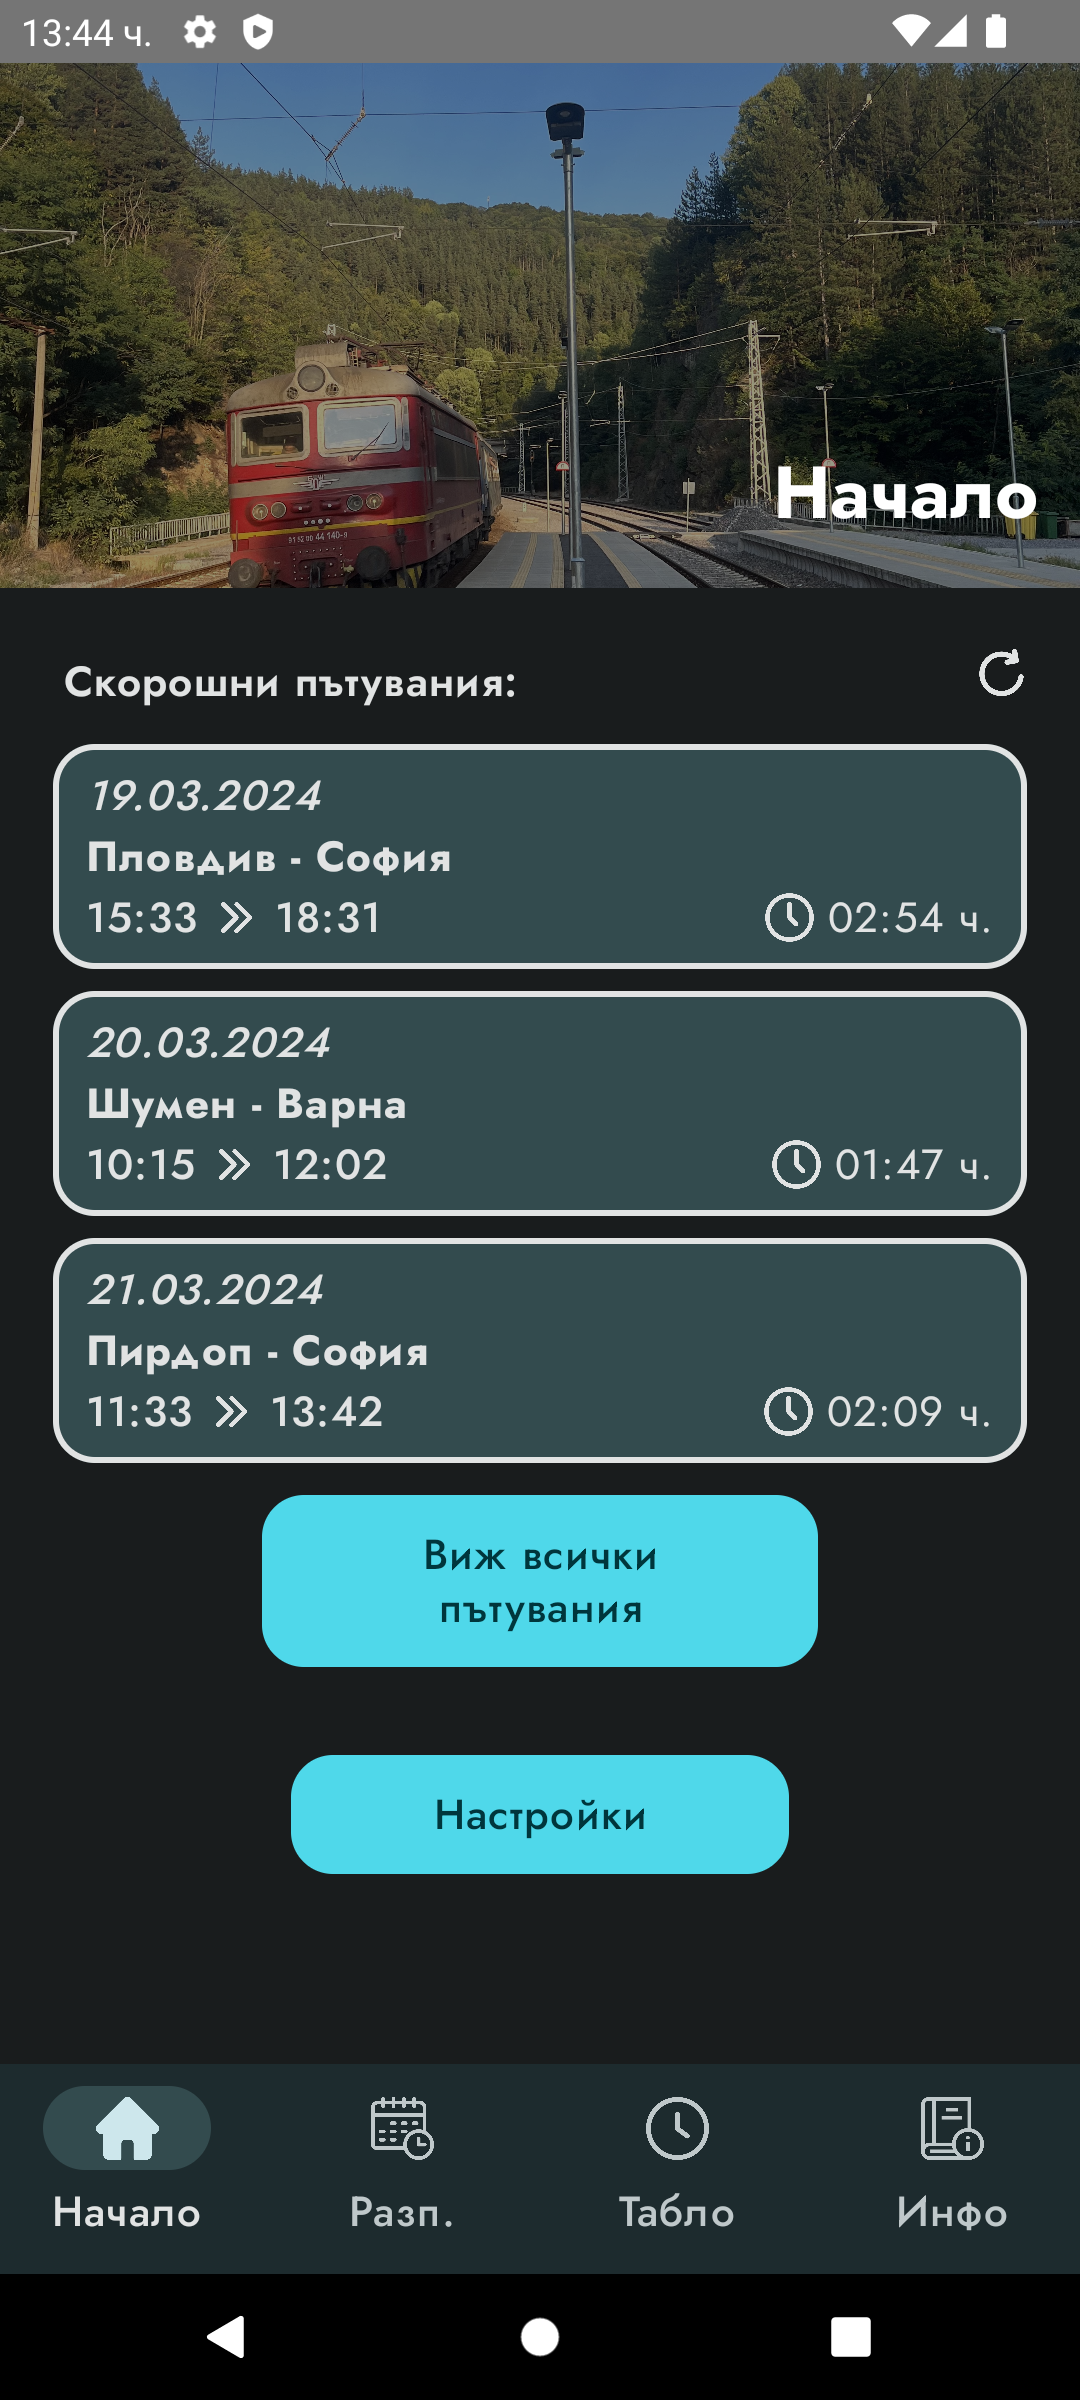 13:44 ч.
91 52 00 44 140-9
Начало
Скорошни пътувания:
19.03.2024
Пловдив - София
15:33 18:31 02:54 ч.
20.03.2024
Шумен - Варна
10:15 12:02 01:47 ч.
21.03.2024
Пирдоп - София
11:33 13:42 02:09 ч.
Виж всички
пътувания
Настройки
Начало Разп. Табло Инфо